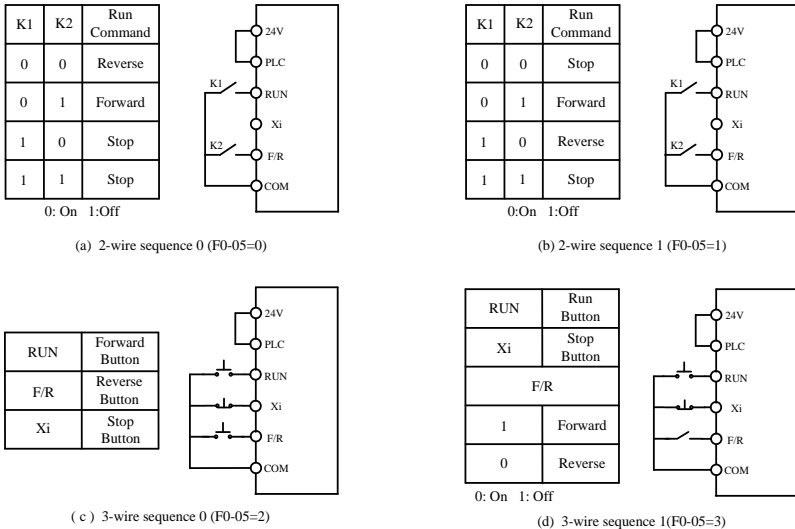 K1 K2 Run Command
0 0 Reverse
0 1 Forward
1 0 Stop
1 1 Stop
0: On 1:Off
24V
PLC
K1
RUN
Xi
K2
F/R
COM
(a) 2-wire sequence 0 (F0-05=0)
K1 K2 Run Command
0 0 Stop
0 1 Forward
1 0 Reverse
1 1 Stop
0:On 1:Off
24V
PLC
K1
RUN
Xi
K2
F/R
COM
(b) 2-wire sequence 1 (F0-05=1)
RUN Forward Button
F/R Reverse Button
Xi Stop Button
24V
PLC
RUN
Xi
F/R
COM
( c ) 3-wire sequence 0 (F0-05=2)
RUN Run Button
Xi Stop Button
F/R
1 Forward
0 Reverse
0: On 1: Off
24V
PLC
RUN
Xi
F/R
COM
(d) 3-wire sequence 1(F0-05=3)